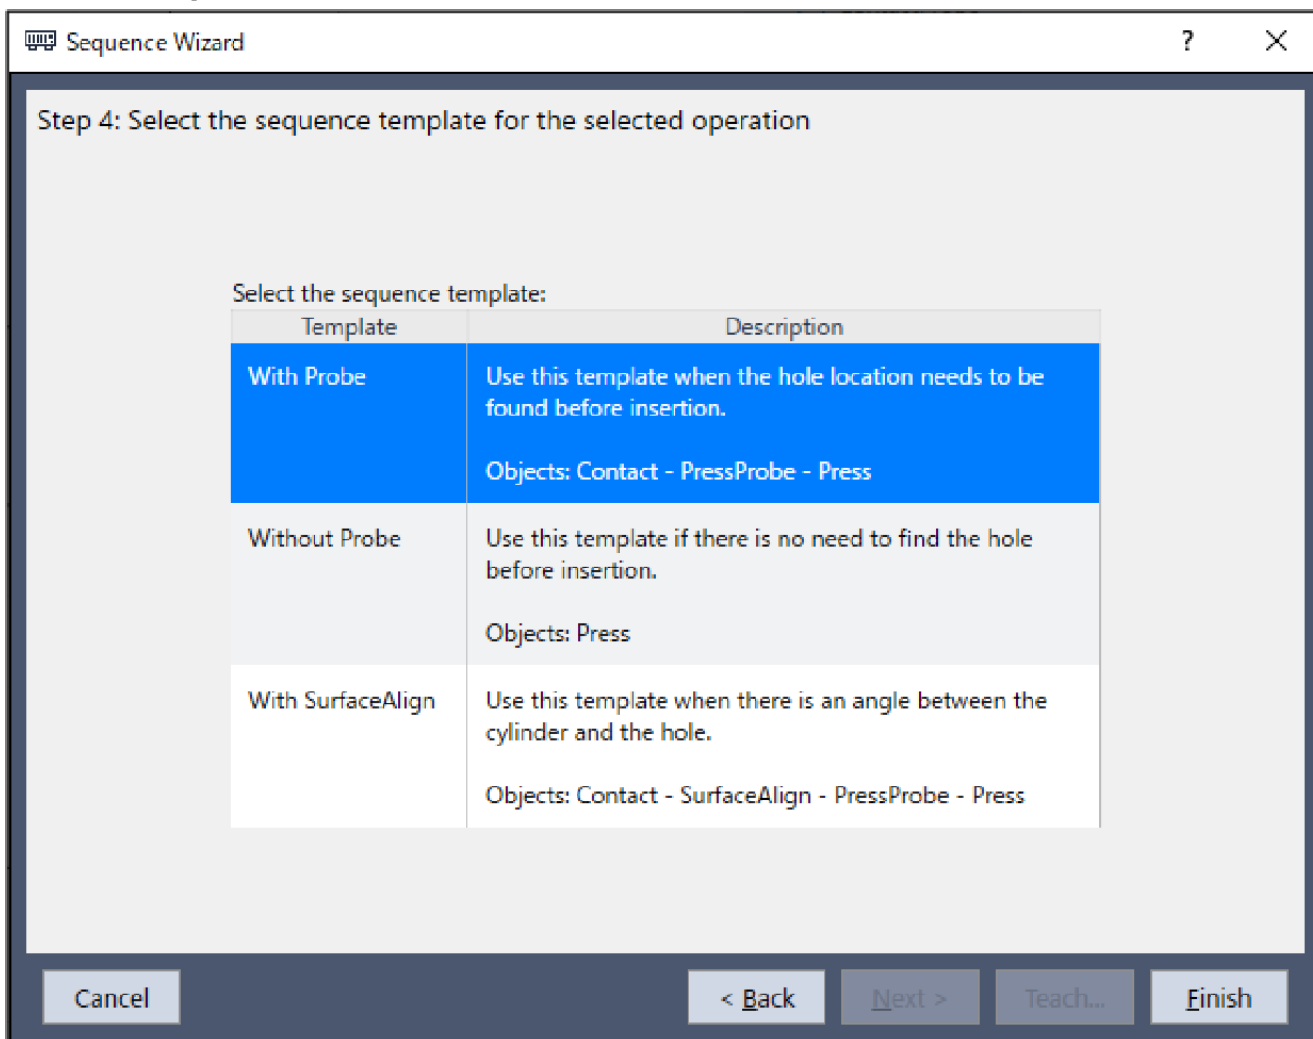 Sequence Wizard
?
Step 4: Select the sequence template for the selected operation
Select the sequence template:
Template Description
With Probe
Use this template when the hole location needs to be
found before insertion.
Objects: Contact - PressProbe - Press
Without Probe
Use this template if there is no need to find the hole
before insertion.
Objects: Press
With SurfaceAlign
Use this template when there is an angle between the
cylinder and the hole.
Objects: Contact - SurfaceAlign - PressProbe - Press
Cancel < Back Next > Teach... Finish